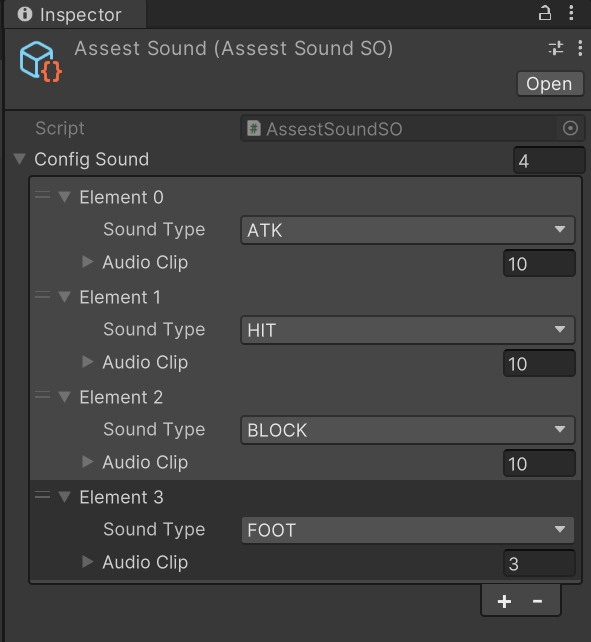 Inspector
Assest Sound (Assest Sound SO)
Open
Script # AssestSoundSO
Config Sound 4
Element 0
Sound Type ATK
Audio Clip 10
Element 1
Sound Type HIT
Audio Clip 10
Element 2
Sound Type BLOCK
Audio Clip 10
Element 3
Sound Type FOOT
Audio Clip 3
+ -